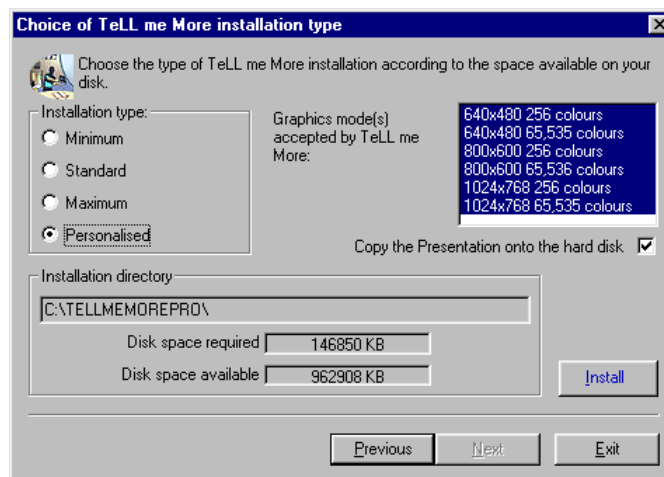 Choice of TeLL me More installation type
Choose the type of TeLL me More installation according to the space available on your
disk.
Installation type:
Minimum
Standard
Maximum
Personalised
Graphics mode(s)
accepted by TeLL me
More:
640x480 256 colours
640x480 65,535 colours
800x600 256 colours
800x600 65,536 colours
1024x768 256 colours
1024x768 65,535 colours
Copy the Presentation onto the hard disk
Installation directory
C:\TELLMEMOREPRO\
Disk space required 146850 KB
Disk space available 962908 KB
Install
Previous Next Exit